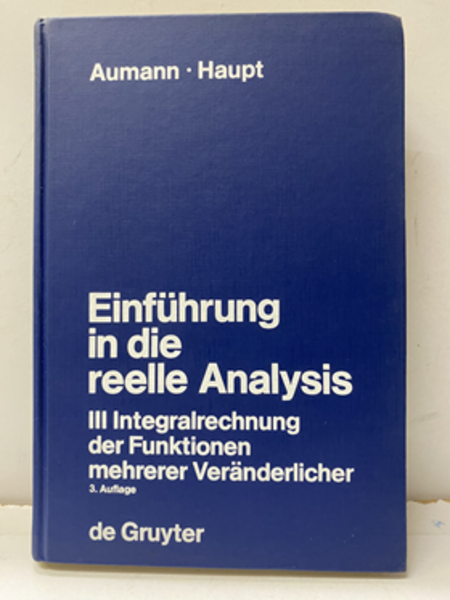 Aumann · Haupt
Einführung
in die
reelle Analysis
III Integralrechnung
der Funktionen
mehrerer Veränderlicher
3. Auflage
de Gruyter